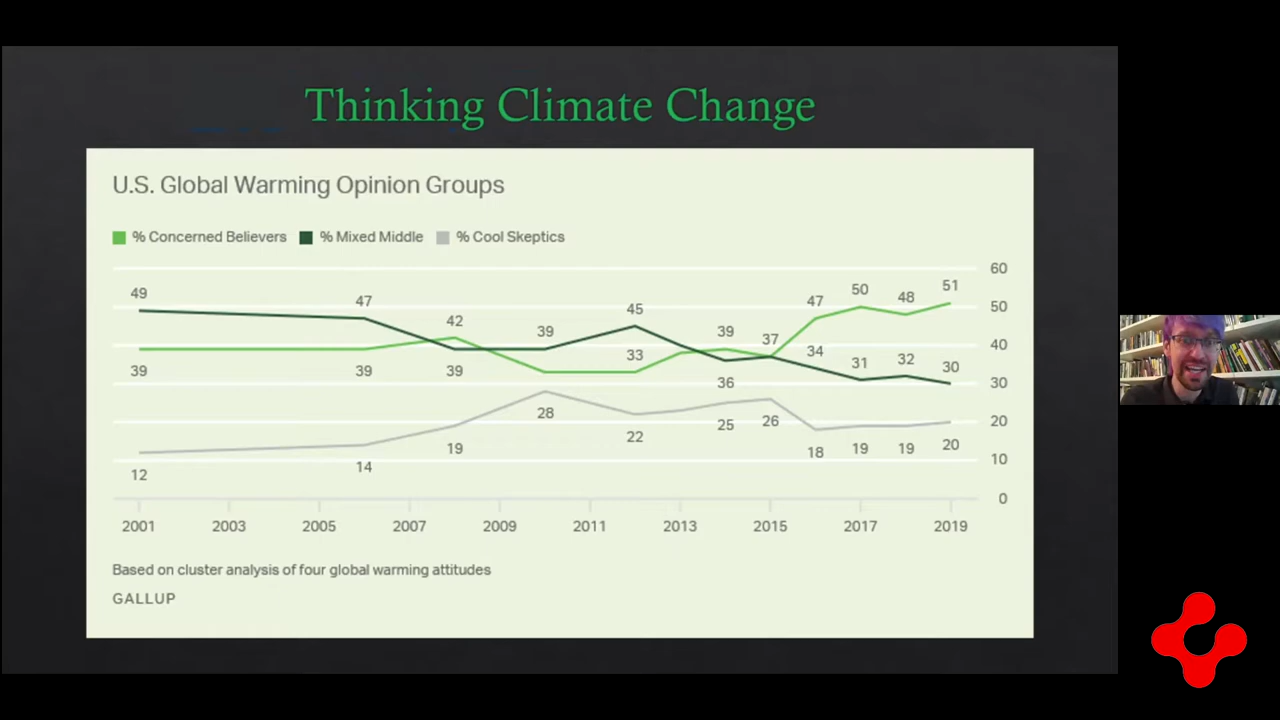 Thinking Climate Change
U.S. Global Warming Opinion Groups
% Concerned Believers % Mixed Middle % Cool Skeptics
60
50
40
30
20
10
0
49 47 42 39 45 39 37 47 50 48 51
39 39 39 33 36 34 31 32 30
12 14 19 28 22 25 26 18 19 19 20
2001 2003 2005 2007 2009 2011 2013 2015 2017 2019
Based on cluster analysis of four global warming attitudes
GALLUP